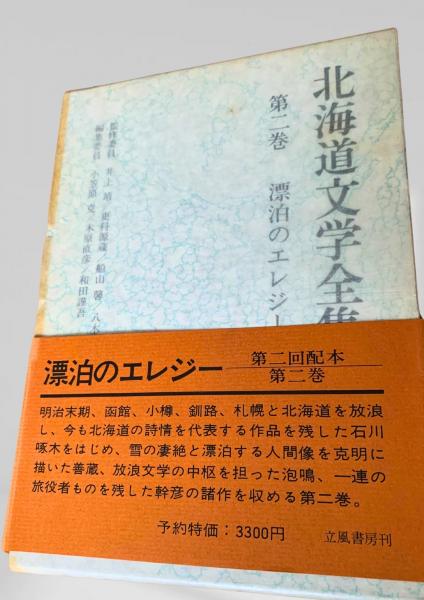 北海道文学全集
第二巻 漂泊のエレジー
監修委員 井上靖/更科源蔵/船山馨/八木
編集委員 小笠原克/木原直彦/和田謹吾
漂泊のエレジー
第二回配本
第二巻
明治末期、函館、小樽、釧路、札幌と北海道を放浪
し、今も北海道の詩情を代表する作品を残した石川
啄木をはじめ、雪の凄絶と漂泊する人間像を克明に
描いた善蔵、放浪文学の中枢を担った泡鳴、一連の
旅役者ものを残した幹彦の諸作を収める第二巻。
予約特価：3300円
立風書房刊